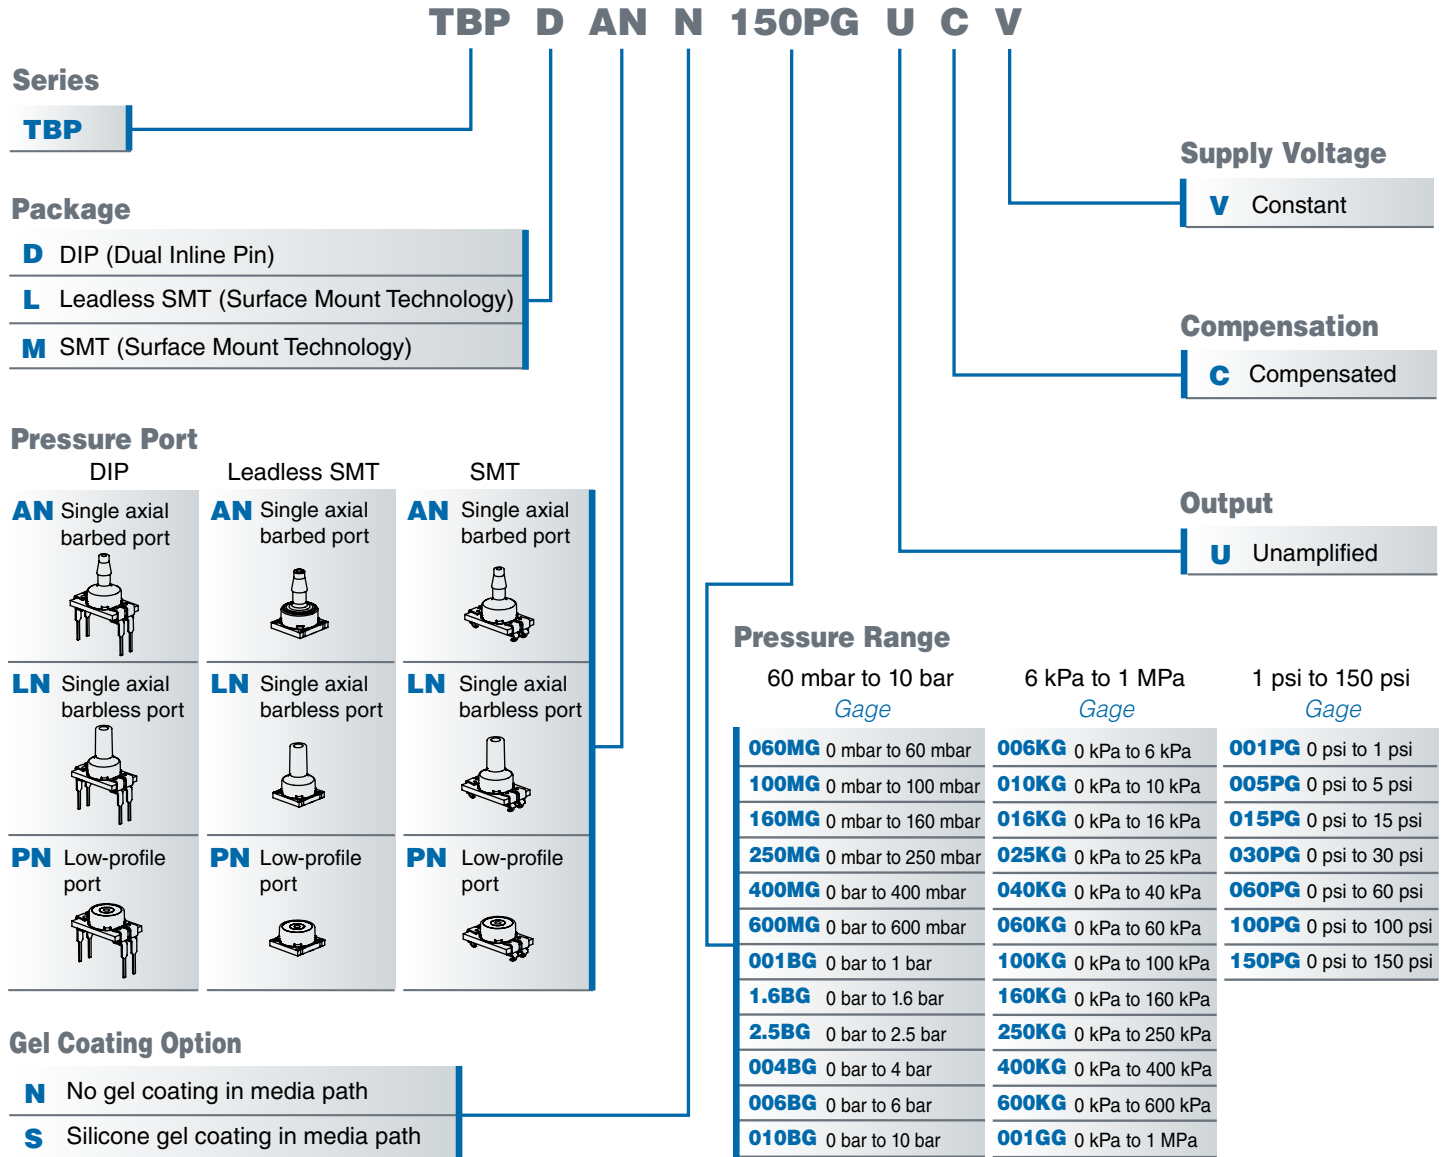 TBP D AN N 150PG U C V
Series
TBP
Package
D DIP (Dual Inline Pin)
L Leadless SMT (Surface Mount Technology)
M SMT (Surface Mount Technology)
Pressure Port
DIP Leadless SMT SMT
AN Single axial barbed port
AN Single axial barbed port
AN Single axial barbed port
LN Single axial barbless port
LN Single axial barbless port
LN Single axial barbless port
PN Low-profile port
PN Low-profile port
PN Low-profile port
Gel Coating Option
N No gel coating in media path
S Silicone gel coating in media path
Supply Voltage
V Constant
Compensation
C Compensated
Output
U Unamplified
Pressure Range
60 mbar to 10 bar 6 kPa to 1 MPa 1 psi to 150 psi
Gage Gage Gage
060MG 0 mbar to 60 mbar 006KG 0 kPa to 6 kPa 001PG 0 psi to 1 psi
100MG 0 mbar to 100 mbar 010KG 0 kPa to 10 kPa 005PG 0 psi to 5 psi
160MG 0 mbar to 160 mbar 016KG 0 kPa to 16 kPa 015PG 0 psi to 15 psi
250MG 0 mbar to 250 mbar 025KG 0 kPa to 25 kPa 030PG 0 psi to 30 psi
400MG 0 bar to 400 mbar 040KG 0 kPa to 40 kPa 060PG 0 psi to 60 psi
600MG 0 bar to 600 mbar 060KG 0 kPa to 60 kPa 100PG 0 psi to 100 psi
001BG 0 bar to 1 bar 100KG 0 kPa to 100 kPa 150PG 0 psi to 150 psi
1.6BG 0 bar to 1.6 bar 160KG 0 kPa to 160 kPa
2.5BG 0 bar to 2.5 bar 250KG 0 kPa to 250 kPa
004BG 0 bar to 4 bar 400KG 0 kPa to 400 kPa
006BG 0 bar to 6 bar 600KG 0 kPa to 600 kPa
010BG 0 bar to 10 bar 001GG 0 kPa to 1 MPa